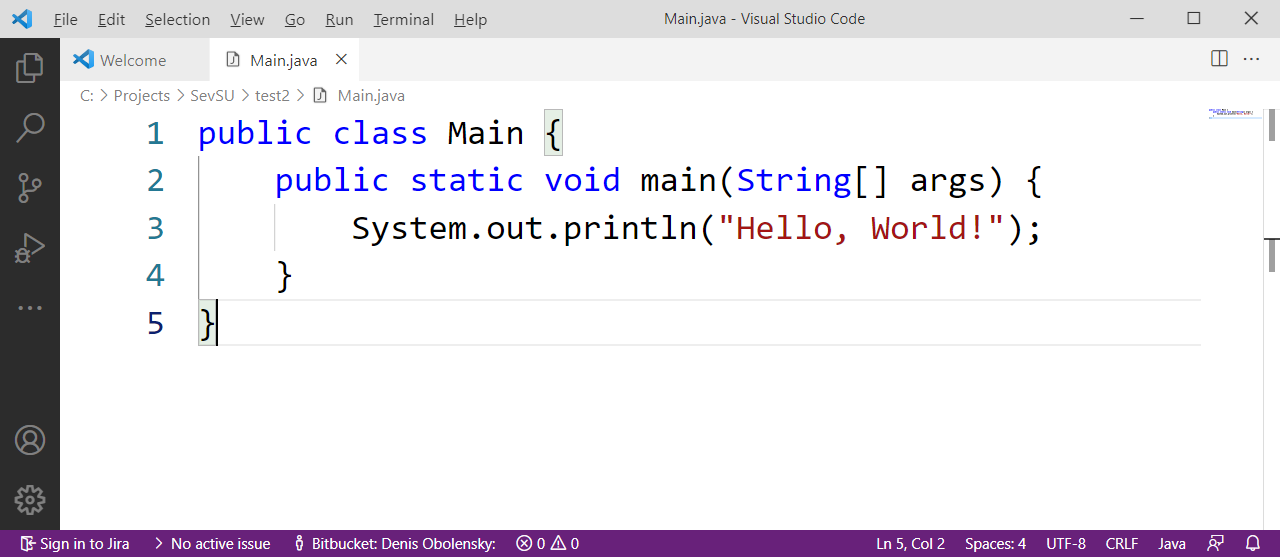 File Edit Selection View Go Run Terminal Help Main.java - Visual Studio Code
Welcome Main.java
C: > Projects > SevSU > test2 > Main.java
1 public class Main {
2     public static void main(String[] args) {
3         System.out.println("Hello, World!");
4     }
5 }
Sign in to Jira > No active issue Bitbucket: Denis Obolensky: 0 0 Ln 5, Col 2 Spaces: 4 UTF-8 CRLF Java